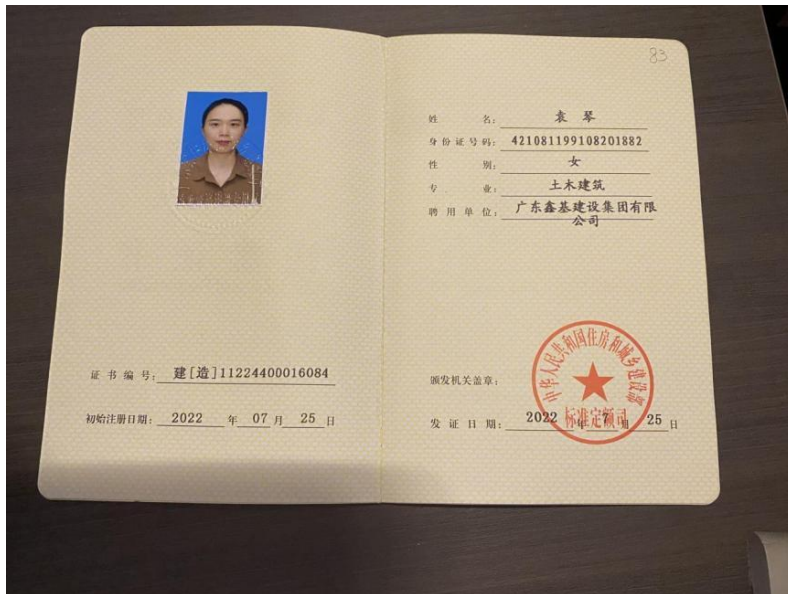 83
姓 名: 袁 琴
身份证号码: 421081199108201882
性 别: 女
专 业: 土木建筑
聘用单位: 广东鑫基建设集团有限
公司
证书编号: 建[造]11224400016084
初始注册日期: 2022 年 07 月 25 日
颁发机关盖章:
中华人民共和国住房和城乡建设部
标准定额司
发证日期: 2022 年 7 月 25 日